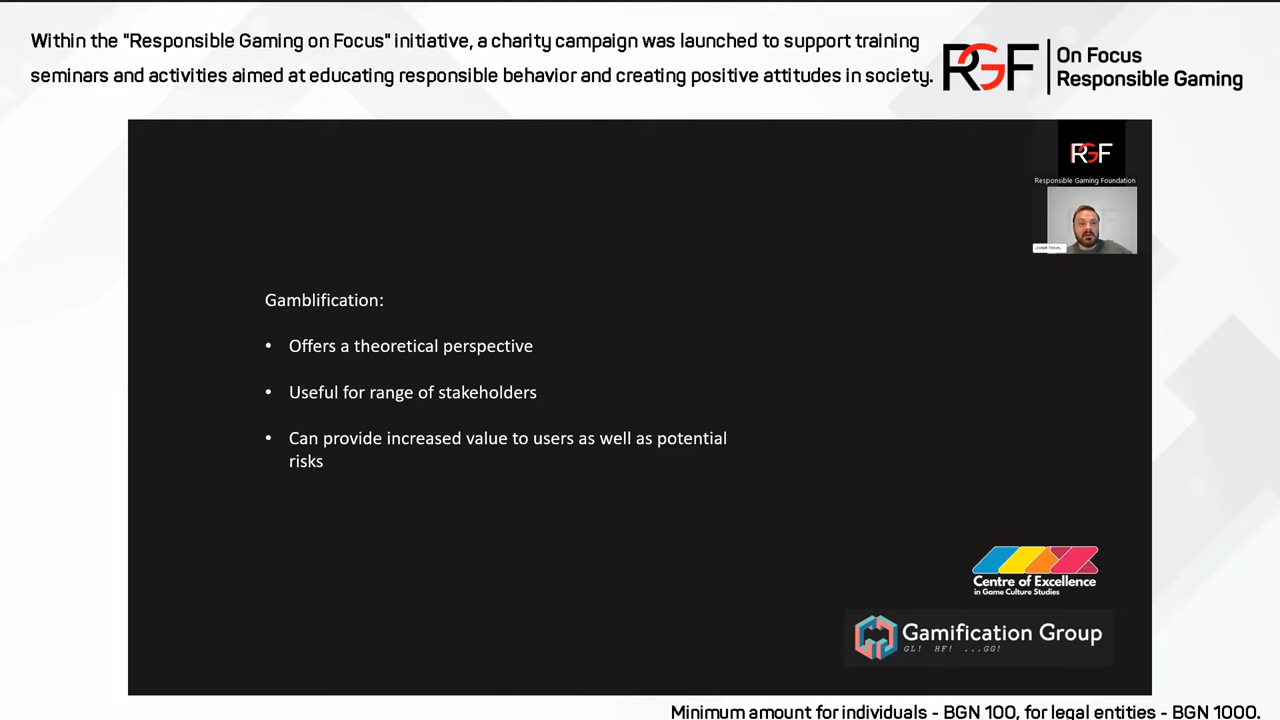 Within the "Responsible Gaming on Focus" initiative, a charity campaign was launched to support training
seminars and activities aimed at educating responsible behavior and creating positive attitudes in society.
RGF
On Focus
Responsible Gaming
RGF
Responsible Gaming Foundation
Gamblification:
• Offers a theoretical perspective
• Useful for range of stakeholders
• Can provide increased value to users as well as potential
risks
Centre of Excellence
in Game Culture Studies
Gamification Group
GL! HF! ...GG!
Minimum amount for individuals - BGN 100, for legal entities - BGN 1000.